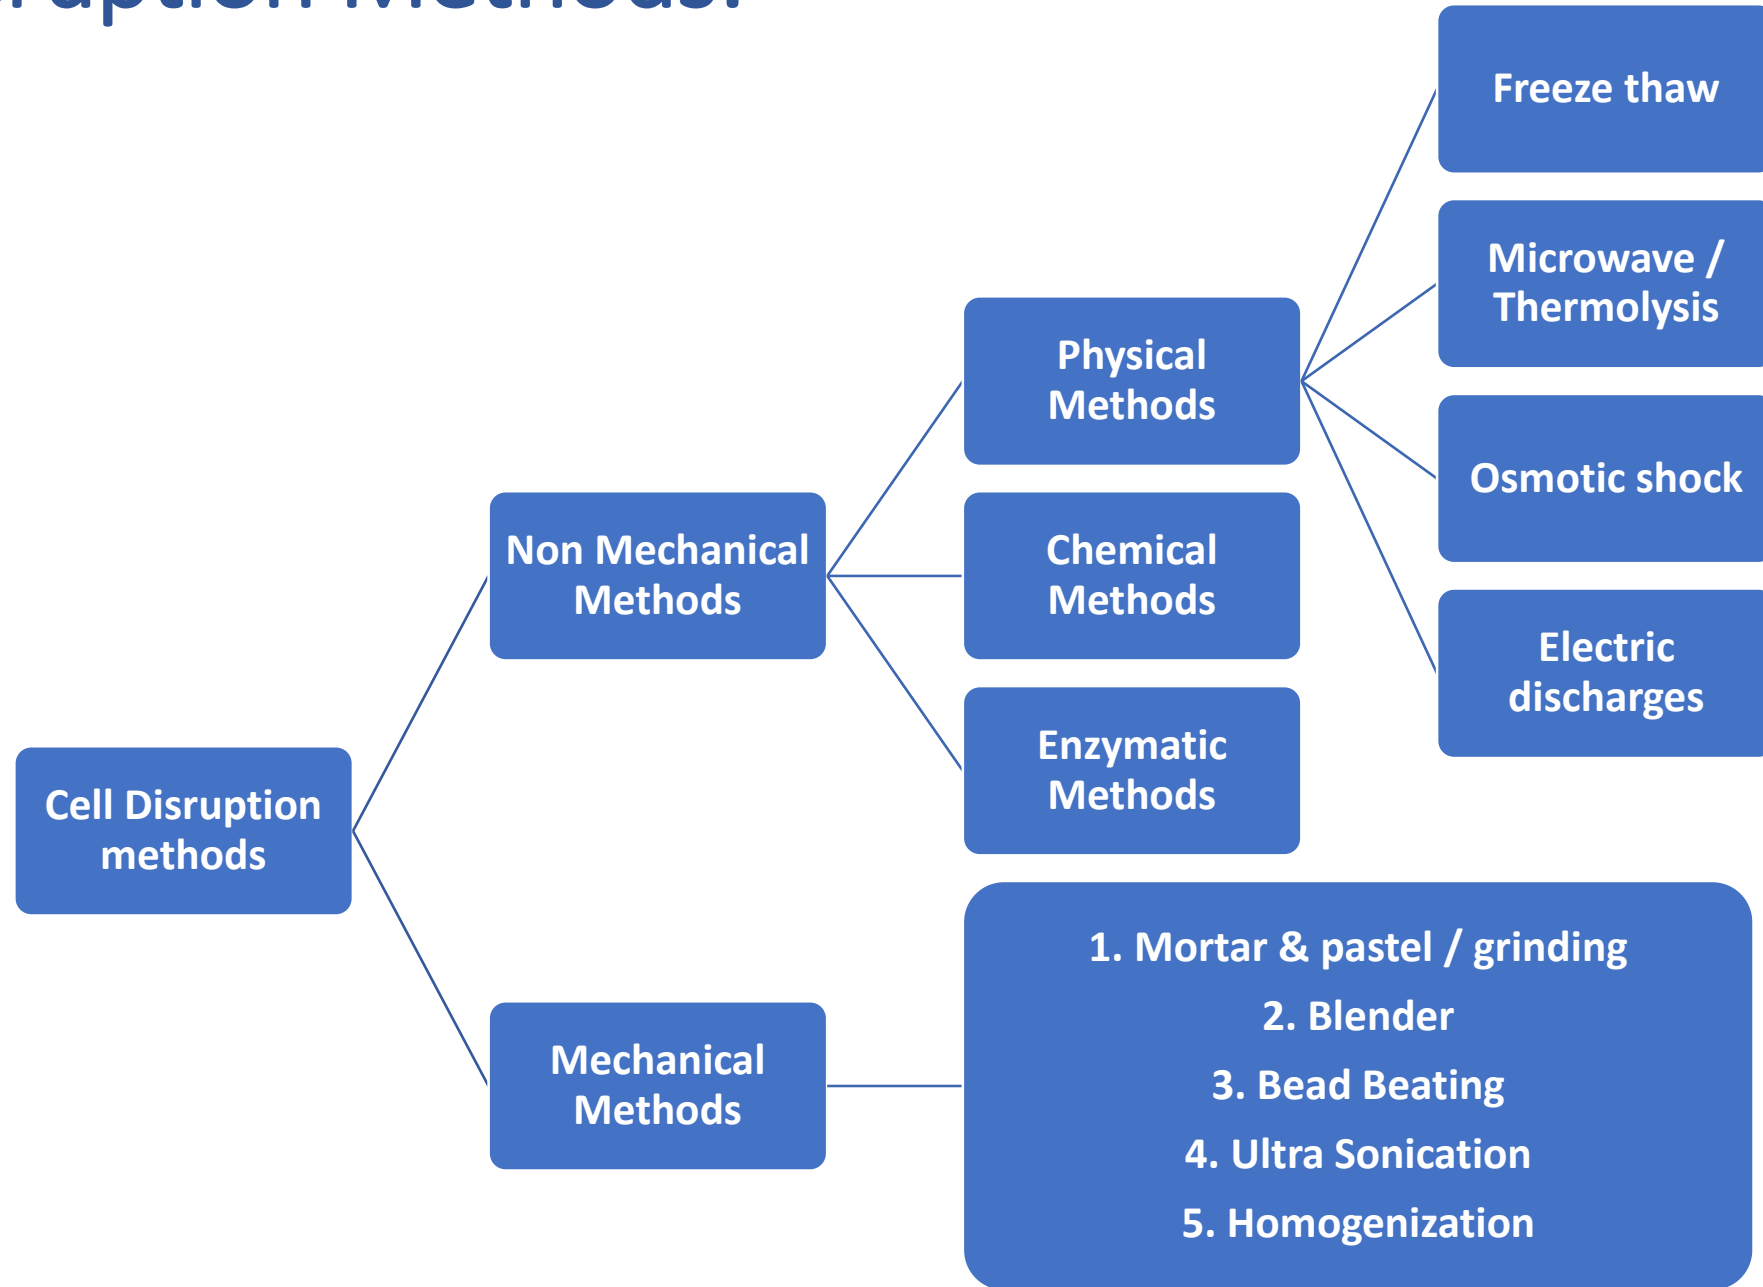 Methods.
Freeze thaw
Microwave /
Thermolysis
Physical
Methods
Osmotic shock
Non Mechanical
Methods
Chemical
Methods
Electric
discharges
Enzymatic
Methods
Cell Disruption
methods
1. Mortar & pastel / grinding
2. Blender
Mechanical
Methods
3. Bead Beating
4. Ultra Sonication
5. Homogenization